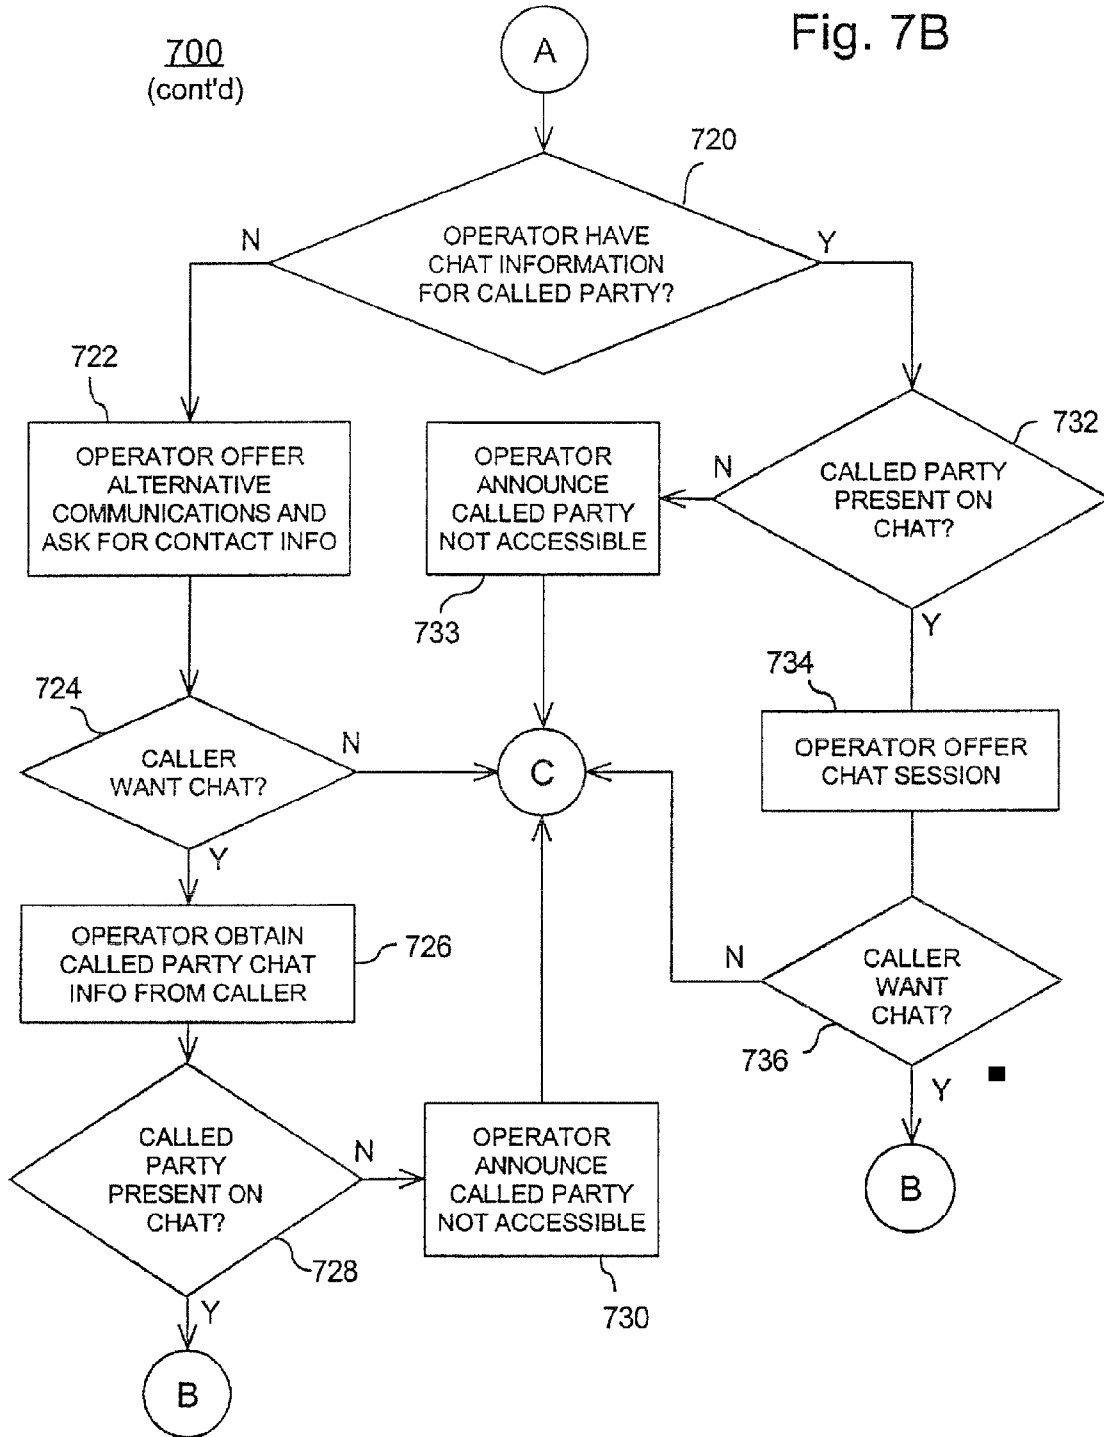 700
(cont'd)
Fig. 7B
A
720
OPERATOR HAVE
CHAT INFORMATION
FOR CALLED PARTY?
N
Y
722
OPERATOR OFFER
ALTERNATIVE
COMMUNICATIONS AND
ASK FOR CONTACT INFO
OPERATOR
ANNOUNCE
CALLED PARTY
NOT ACCESSIBLE
733
N
732
CALLED PARTY
PRESENT ON
CHAT?
Y
724
CALLER
WANT CHAT?
N
Y
C
734
OPERATOR OFFER
CHAT SESSION
OPERATOR OBTAIN
CALLED PARTY CHAT
INFO FROM CALLER
726
N
CALLER
WANT
CHAT?
736
Y
B
CALLED
PARTY
PRESENT ON
CHAT?
N
728
Y
OPERATOR
ANNOUNCE
CALLED PARTY
NOT ACCESSIBLE
730
B